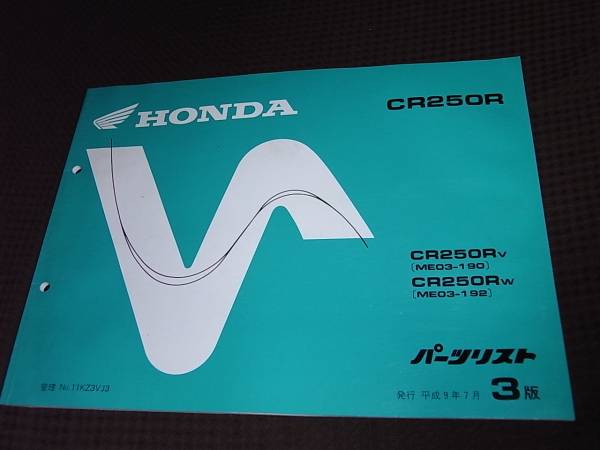 HONDA
CR250R
CR250Rv
(ME03-190)
CR250Rw
(ME03-192)
パーツリスト
管理 No.11KZ3VJ3
発行 平成9年7月 3版